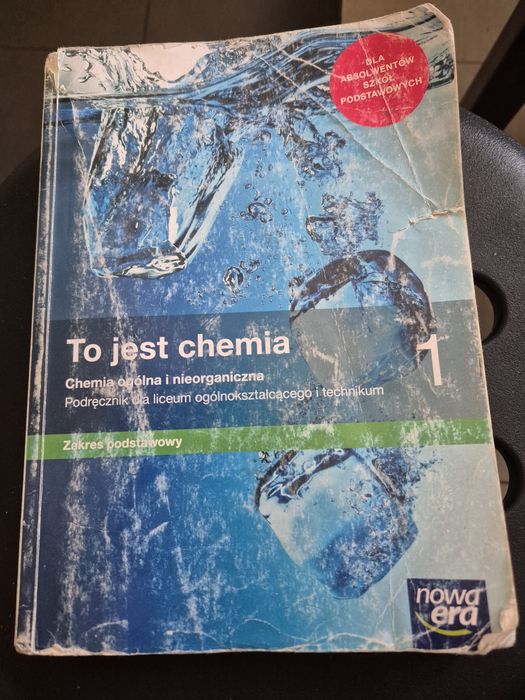 DLA
ABSOLWENTÓW
SZKÓŁ
PODSTAWOWYCH
To jest chemia
1
Chemia ogólna i nieorganiczna
Podręcznik dla liceum ogólnokształcącego i technikum
Zakres podstawowy
nowa
era